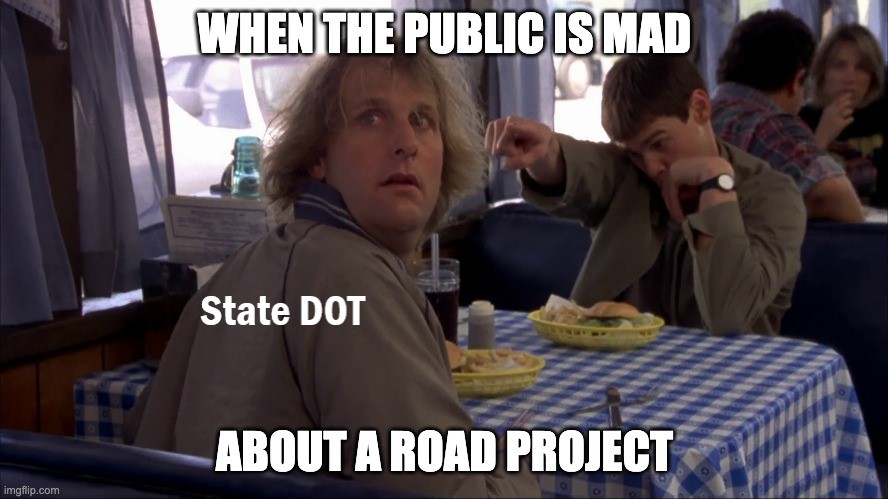 WHEN THE PUBLIC IS MAD
State DOT
ABOUT A ROAD PROJECT
imgflip.com